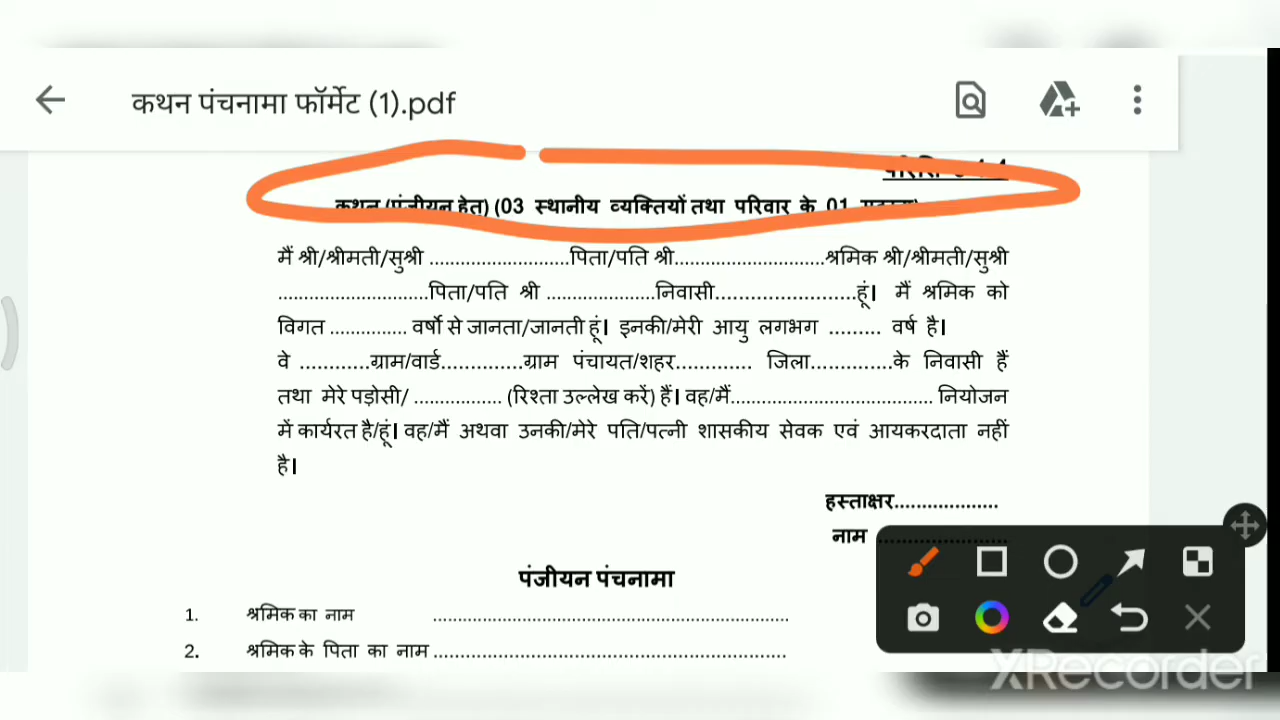 कथन पंचनामा फॉर्मेट (1).pdf
कथन (पंजीयन हेतु) (03 स्थानीय व्यक्तियों तथा परिवार के 01
मैं श्री/श्रीमती/सुश्री ...........................पिता/पति श्री.............................श्रमिक श्री/श्रीमती/सुश्री
.............................पिता/पति श्री .....................निवासी.........................हूं। मैं श्रमिक को
विगत ............... वर्षो से जानता/जानती हूं। इनकी/मेरी आयु लगभग ......... वर्ष है।
वे ............ग्राम/वार्ड..............ग्राम पंचायत/शहर............. जिला..............के निवासी हैं
तथा मेरे पड़ोसी/ ................. (रिश्ता उल्लेख करें) हैं। वह/मैं....................................... नियोजन
में कार्यरत है/हूं। वह/मैं अथवा उनकी/मेरे पति/पत्नी शासकीय सेवक एवं आयकरदाता नहीं
है।
हस्ताक्षर...................
नाम .......................
पंजीयन पंचनामा
1. श्रमिक का नाम .....................................................................
2. श्रमिक के पिता का नाम ....................................................................
XRecorder